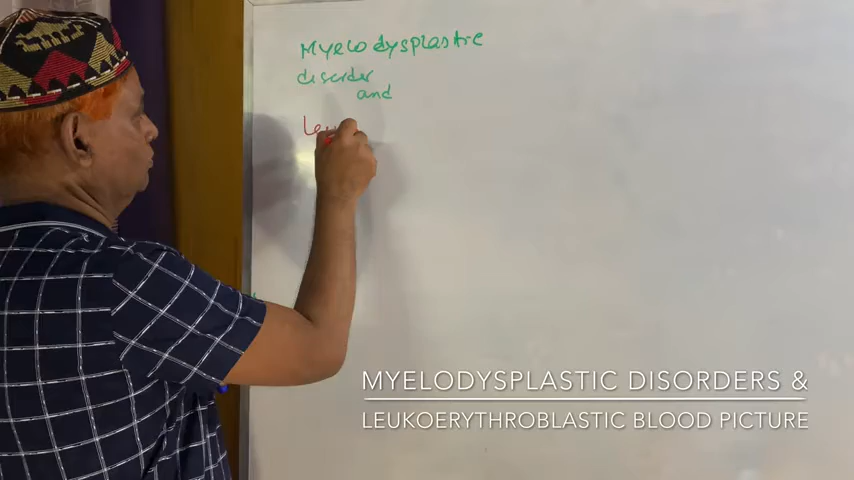 Myelodysplastic
disorder
and
Leu
MYELODYSPLASTIC DISORDERS &
LEUKOERYTHROBLASTIC BLOOD PICTURE